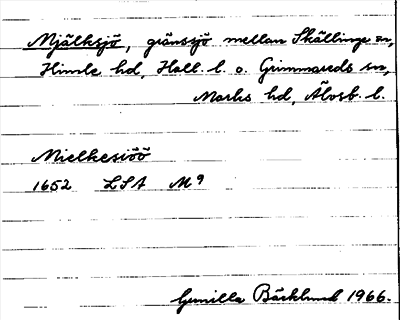 Mjälksjö, gränssjö mellan Skällinge sn,
Himle hd, Hall. l. o. Grimmareds sn,
Marks hd, Älvsb. l.
Mielkesiöö
1652 LSA M9
Gunilla Bäcklund 1966.